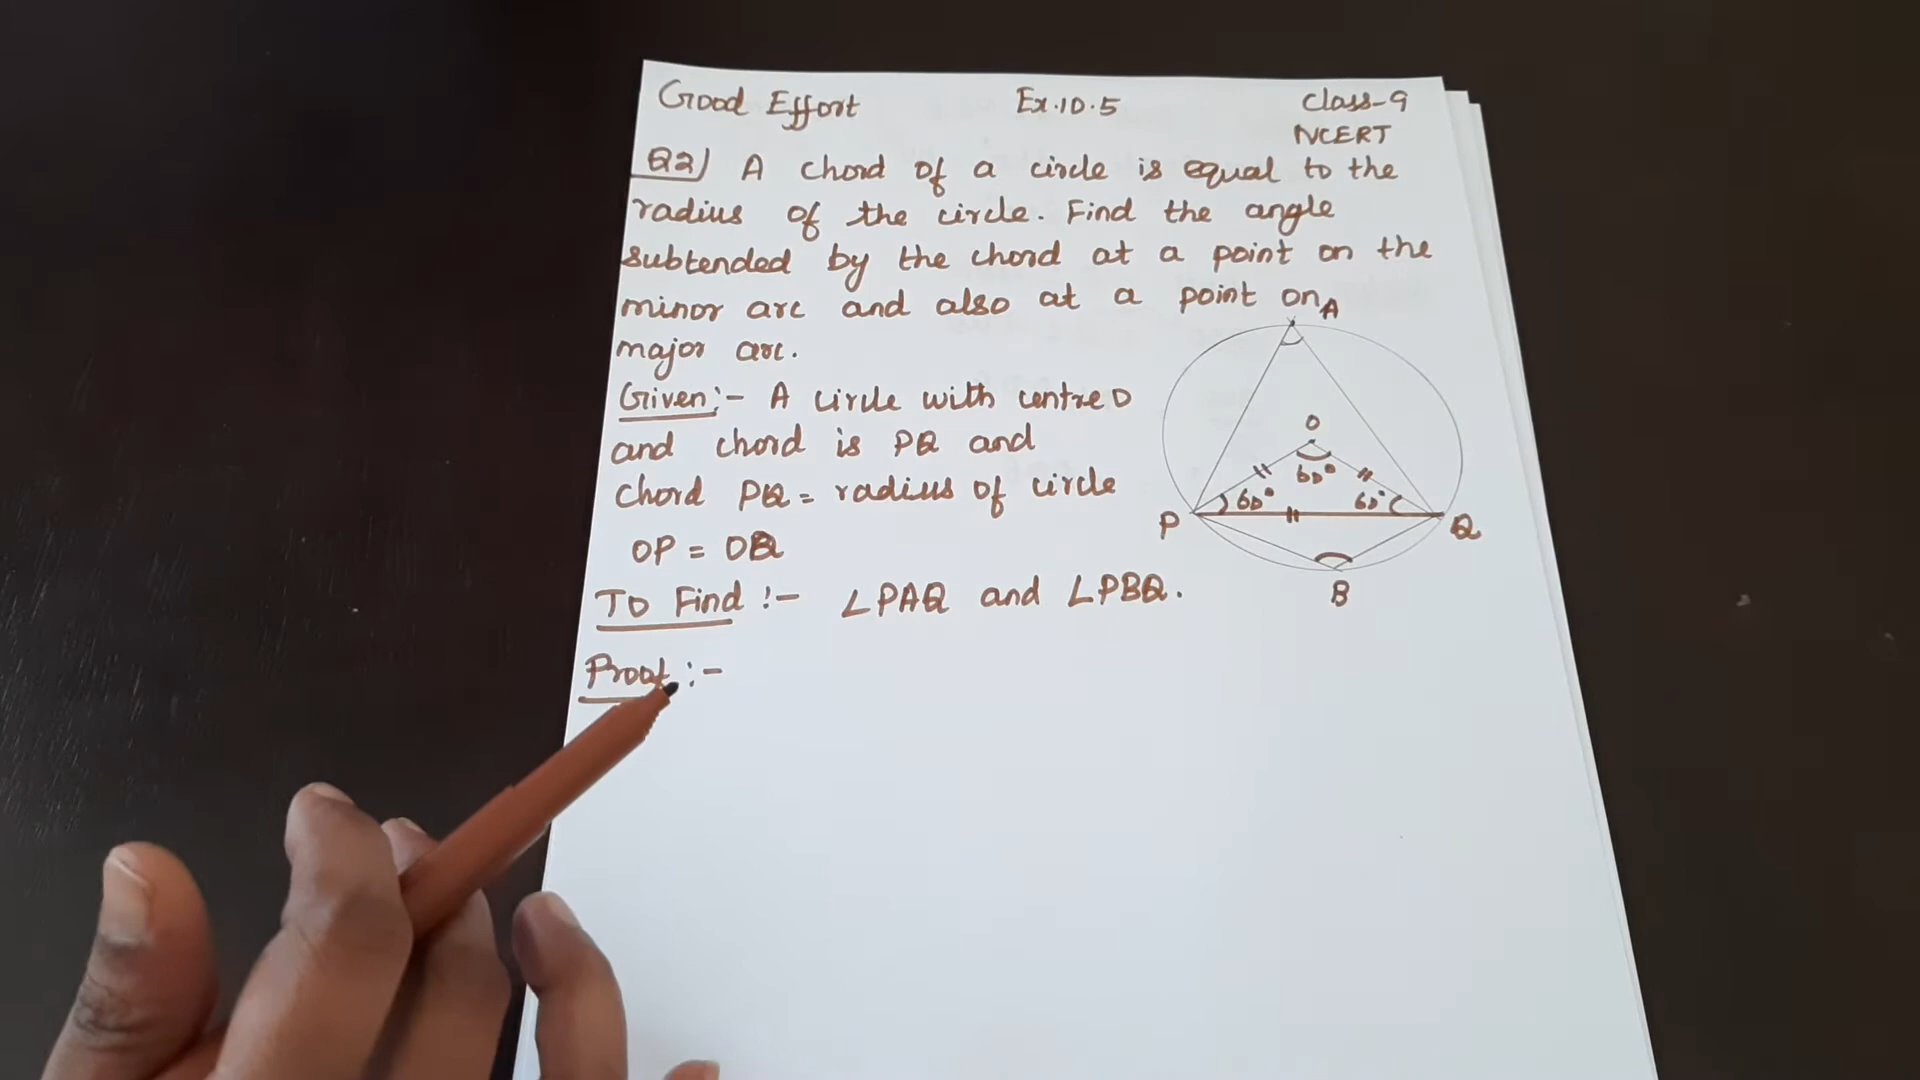 Good Effort Ex.10.5 Class-9
NCERT
Q2) A chord of a circle is equal to the
radius of the circle. Find the angle
subtended by the chord at a point on the
minor arc and also at a point on
major arc.
Given:- A circle with centre O
and chord is PQ and
chord PQ = radius of circle
OP = OQ
To Find :- ∠PAQ and ∠PBQ.
Proof :-
A
O
60°
60° 60°
P Q
B